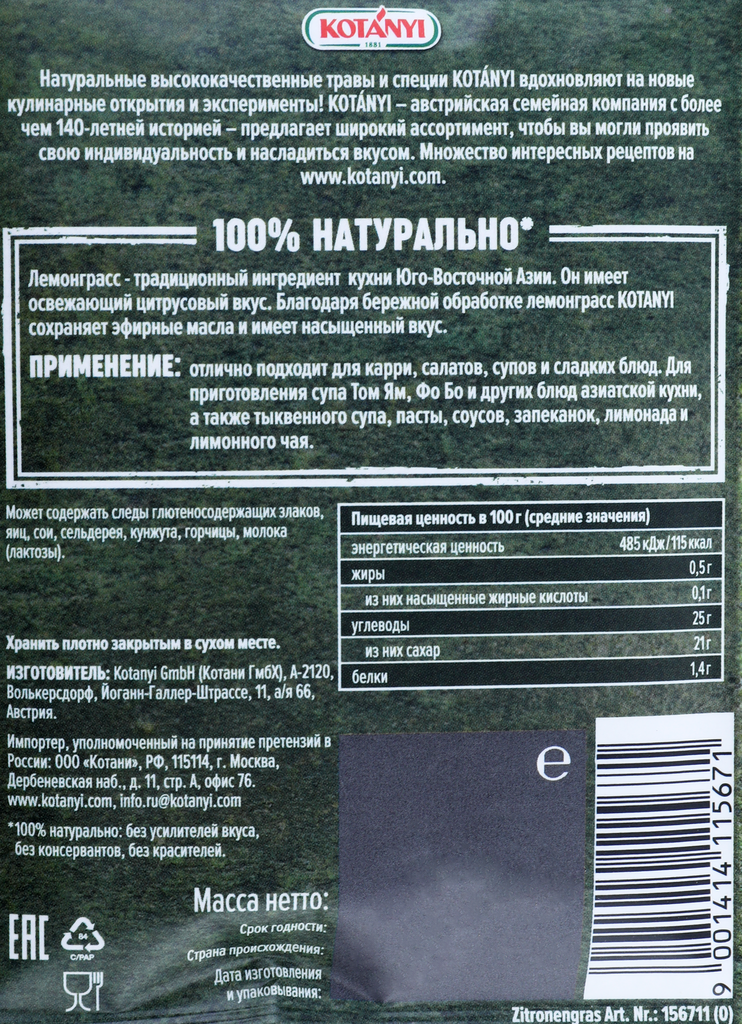 KOTÁNYI
1881
Натуральные высококачественные травы и специи KOTÁNYI вдохновляют на новые
кулинарные открытия и эксперименты! KOTÁNYI – австрийская семейная компания с более
чем 140-летней историей – предлагает широкий ассортимент, чтобы вы могли проявить
свою индивидуальность и насладиться вкусом. Множество интересных рецептов на
www.kotanyi.com.
100% НАТУРАЛЬНО*
Лемонграсс - традиционный ингредиент кухни Юго-Восточной Азии. Он имеет
освежающий цитрусовый вкус. Благодаря бережной обработке лемонграсс KOTANYI
сохраняет эфирные масла и имеет насыщенный вкус.
ПРИМЕНЕНИЕ: отлично подходит для карри, салатов, супов и сладких блюд. Для
приготовления супа Том Ям, Фо Бо и других блюд азиатской кухни,
а также тыквенного супа, пасты, соусов, запеканок, лимонада и
лимонного чая.
Может содержать следы глютеносодержащих злаков,
яиц, сои, сельдерея, кунжута, горчицы, молока
(лактозы).
Пищевая ценность в 100 г (средние значения)
энергетическая ценность 485 кДж/115 ккал
жиры 0,5 г
из них насыщенные жирные кислоты 0,1 г
углеводы 25 г
из них сахар 21 г
белки 1,4 г
Хранить плотно закрытым в сухом месте.
ИЗГОТОВИТЕЛЬ: Kotanyi GmbH (Котани ГмбХ), А-2120,
Волькерсдорф, Йоганн-Галлер-Штрассе, 11, а/я 66,
Австрия.
Импортер, уполномоченный на принятие претензий в
России: ООО «Котани», РФ, 115114, г. Москва,
Дербеневская наб., д. 11, стр. А, офис 76.
www.kotanyi.com, info.ru@kotanyi.com
*100% натурально: без усилителей вкуса,
без консервантов, без красителей.
e
Масса нетто:
Срок годности:
Страна происхождения:
Дата изготовления
и упаковывания:
EAC
84
C/PAP
9 001414 115671
Zitronengras Art. Nr.: 156711 (0)